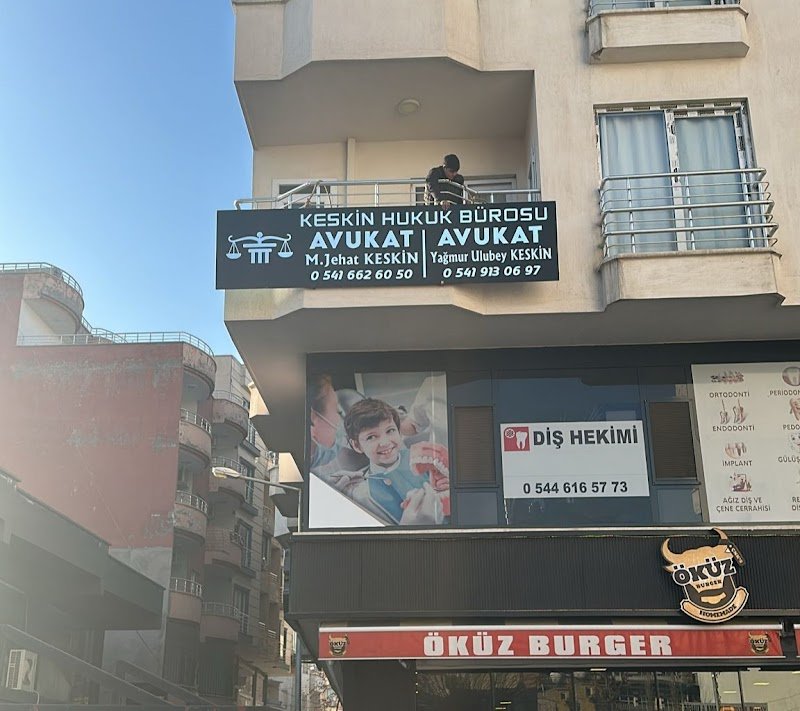 KESKİN HUKUK BÜROSU
AVUKAT
M.Jehat KESKİN
0 541 662 60 50
AVUKAT
Yağmur Ulubey KESKİN
0 541 913 06 97
DİŞ HEKİMİ
0 544 616 57 73
ORTODONTİ
ENDODONTİ
İMPLANT
AĞIZ DİŞ VE
ÇENE CERRAHİSİ
ÖKÜZ
BURGER
HOMEMADE
ÖKÜZ BURGER